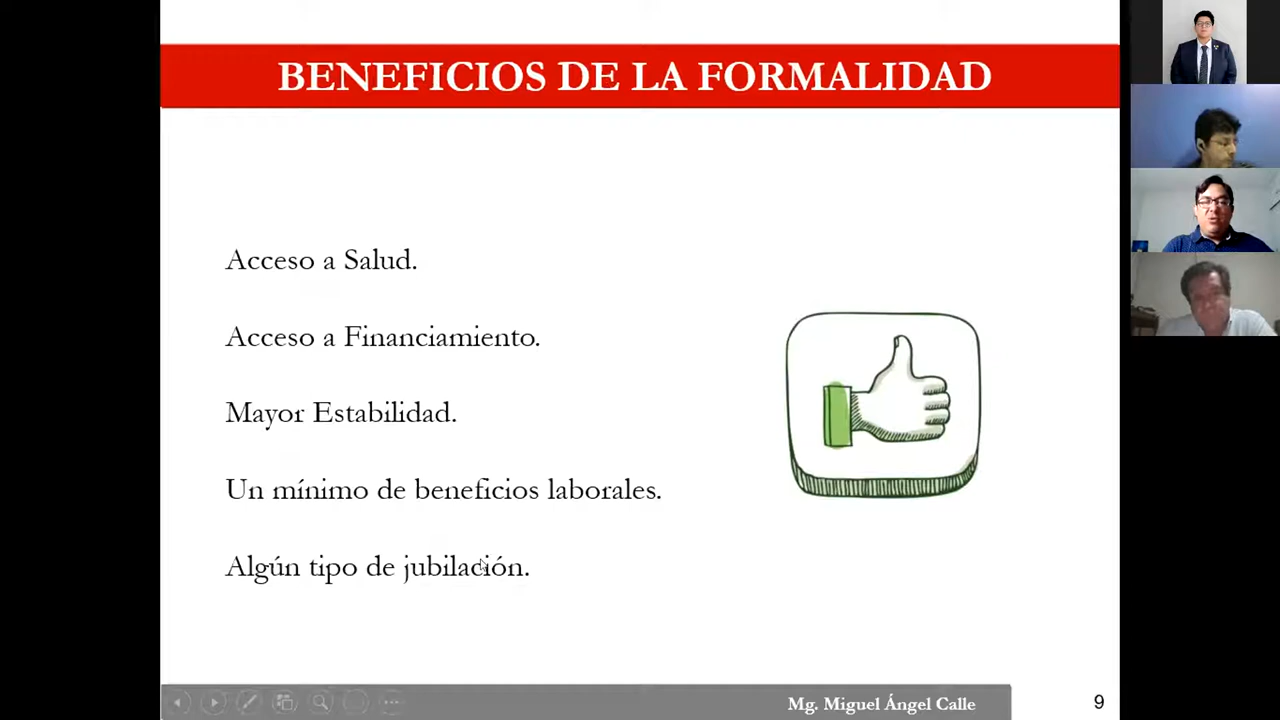 BENEFICIOS DE LA FORMALIDAD
Acceso a Salud.
Acceso a Financiamiento.
Mayor Estabilidad.
Un mínimo de beneficios laborales.
Algún tipo de jubilación.
Mg. Miguel Ángel Calle
9